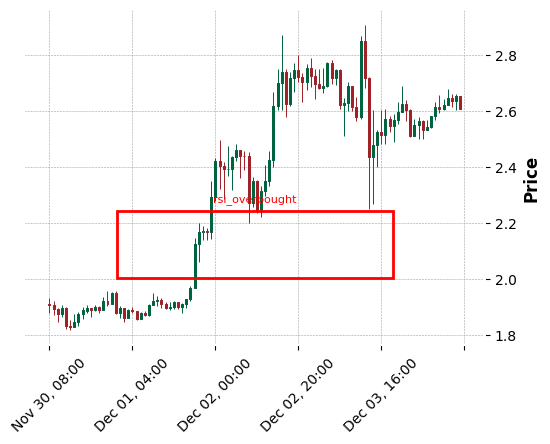 2.8
2.6
rsi_overbought
2.4
2.2
2.0
1.8
Price
Nov 30, 08:00
Dec 01, 04:00
Dec 02, 00:00
Dec 02, 20:00
Dec 03, 16:00